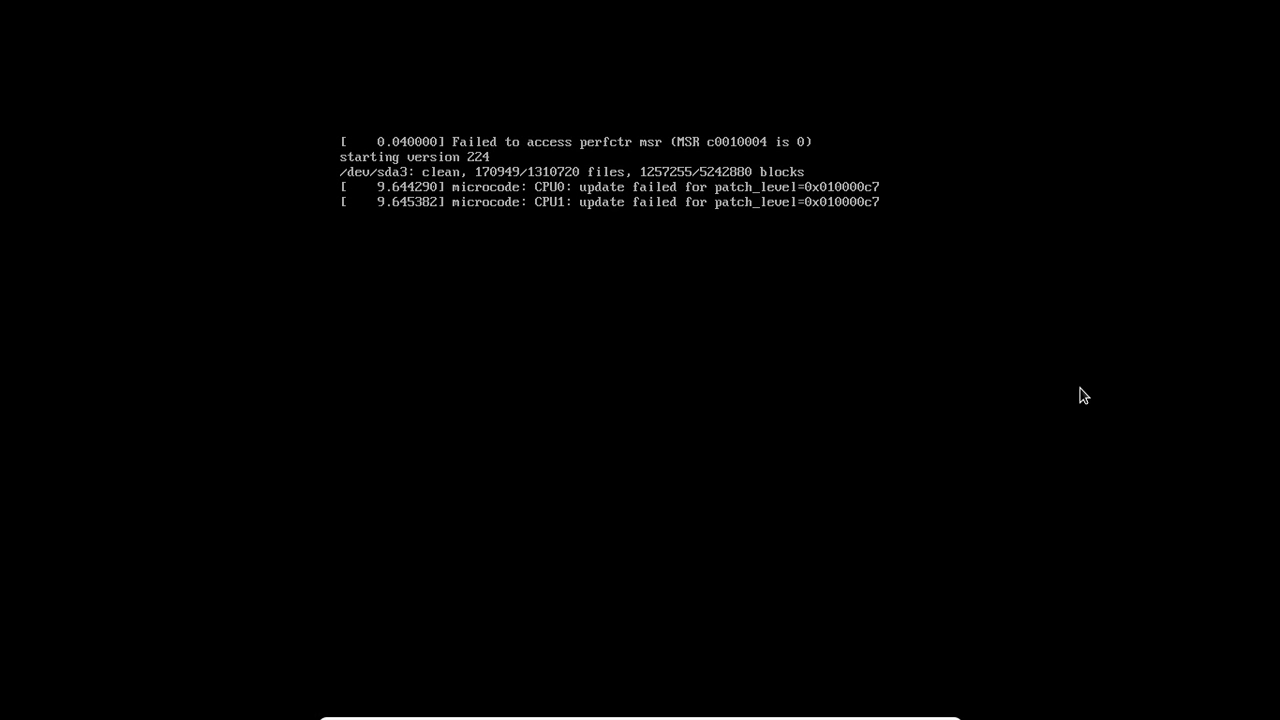 [    0.040000] Failed to access perfctr msr (MSR c0010004 is 0)
starting version 224
/dev/sda3: clean, 170949/1310720 files, 1257255/5242880 blocks
[    9.644290] microcode: CPU0: update failed for patch_level=0x010000c7
[    9.645382] microcode: CPU1: update failed for patch_level=0x010000c7